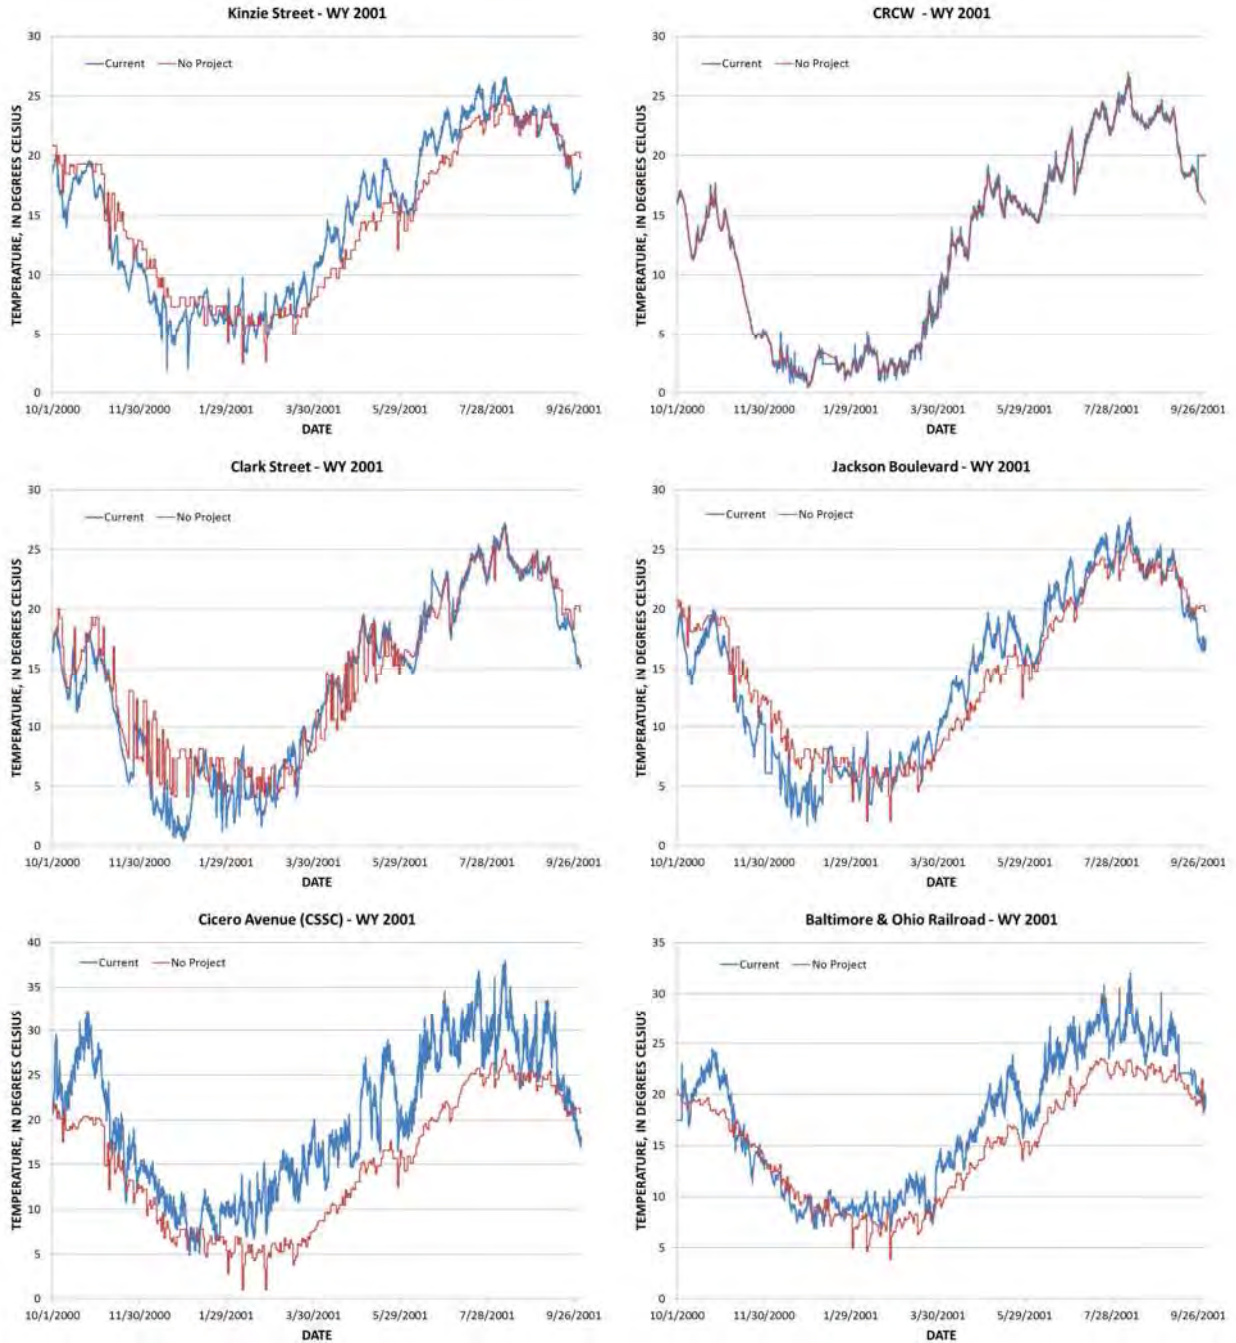 Kinzie Street - WY 2001
30
25
20
15
10
5
0
TEMPERATURE, IN DEGREES CELSIUS
Current No Project
10/1/2000 11/30/2000 1/29/2001 3/30/2001 5/29/2001 7/28/2001 9/26/2001
DATE
CRCW - WY 2001
30
25
20
15
10
5
0
TEMPERATURE, IN DEGREES CELCIUS
Current No Project
10/1/2000 11/30/2000 1/29/2001 3/30/2001 5/29/2001 7/28/2001 9/26/2001
DATE
Clark Street - WY 2001
30
25
20
15
10
5
0
TEMPERATURE, IN DEGREES CELSIUS
Current No Project
10/1/2000 11/30/2000 1/29/2001 3/30/2001 5/29/2001 7/28/2001 9/26/2001
DATE
Jackson Boulevard - WY 2001
30
25
20
15
10
5
0
TEMPERATURE, IN DEGREES CELSIUS
Current No Project
10/1/2000 11/30/2000 1/29/2001 3/30/2001 5/29/2001 7/28/2001 9/26/2001
DATE
Cicero Avenue (CSSC) - WY 2001
40
35
30
25
20
15
10
5
0
TEMPERATURE, IN DEGREES CELSIUS
Current No Project
10/1/2000 11/30/2000 1/29/2001 3/30/2001 5/29/2001 7/28/2001 9/26/2001
DATE
Baltimore & Ohio Railroad - WY 2001
35
30
25
20
15
10
5
0
TEMPERATURE, IN DEGREES CELSIUS
Current No Project
10/1/2000 11/30/2000 1/29/2001 3/30/2001 5/29/2001 7/28/2001 9/26/2001
DATE